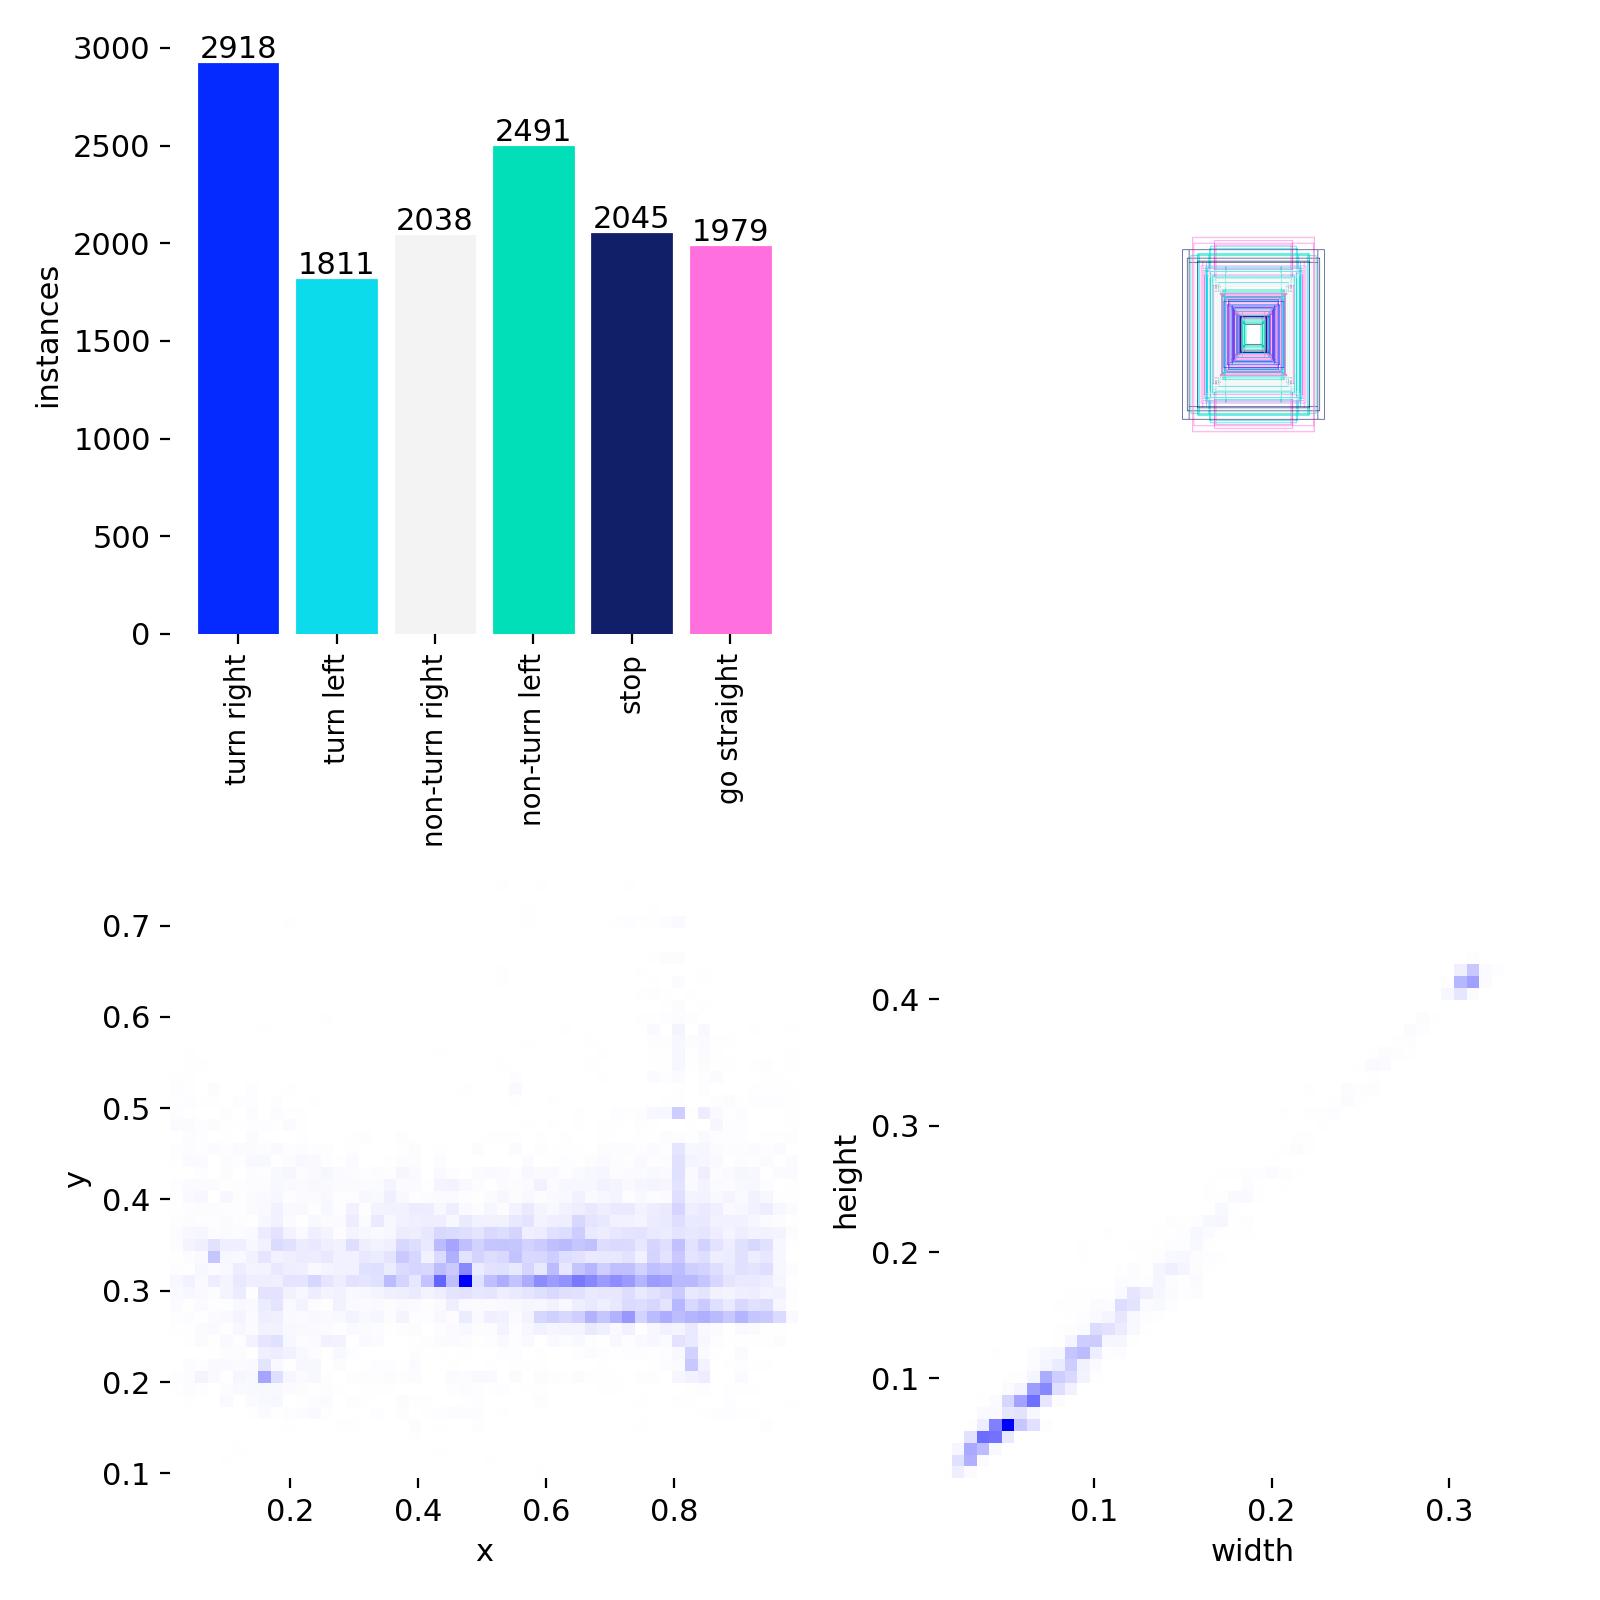 3000
2500
2000
1500
1000
500
0
instances
2918
1811
2038
2491
2045
1979
turn right
turn left
non-turn right
non-turn left
stop
go straight
0.7
0.6
0.5
0.4
0.3
0.2
0.1
y
0.2 0.4 0.6 0.8
x
0.4
0.3
0.2
0.1
height
0.1 0.2 0.3
width